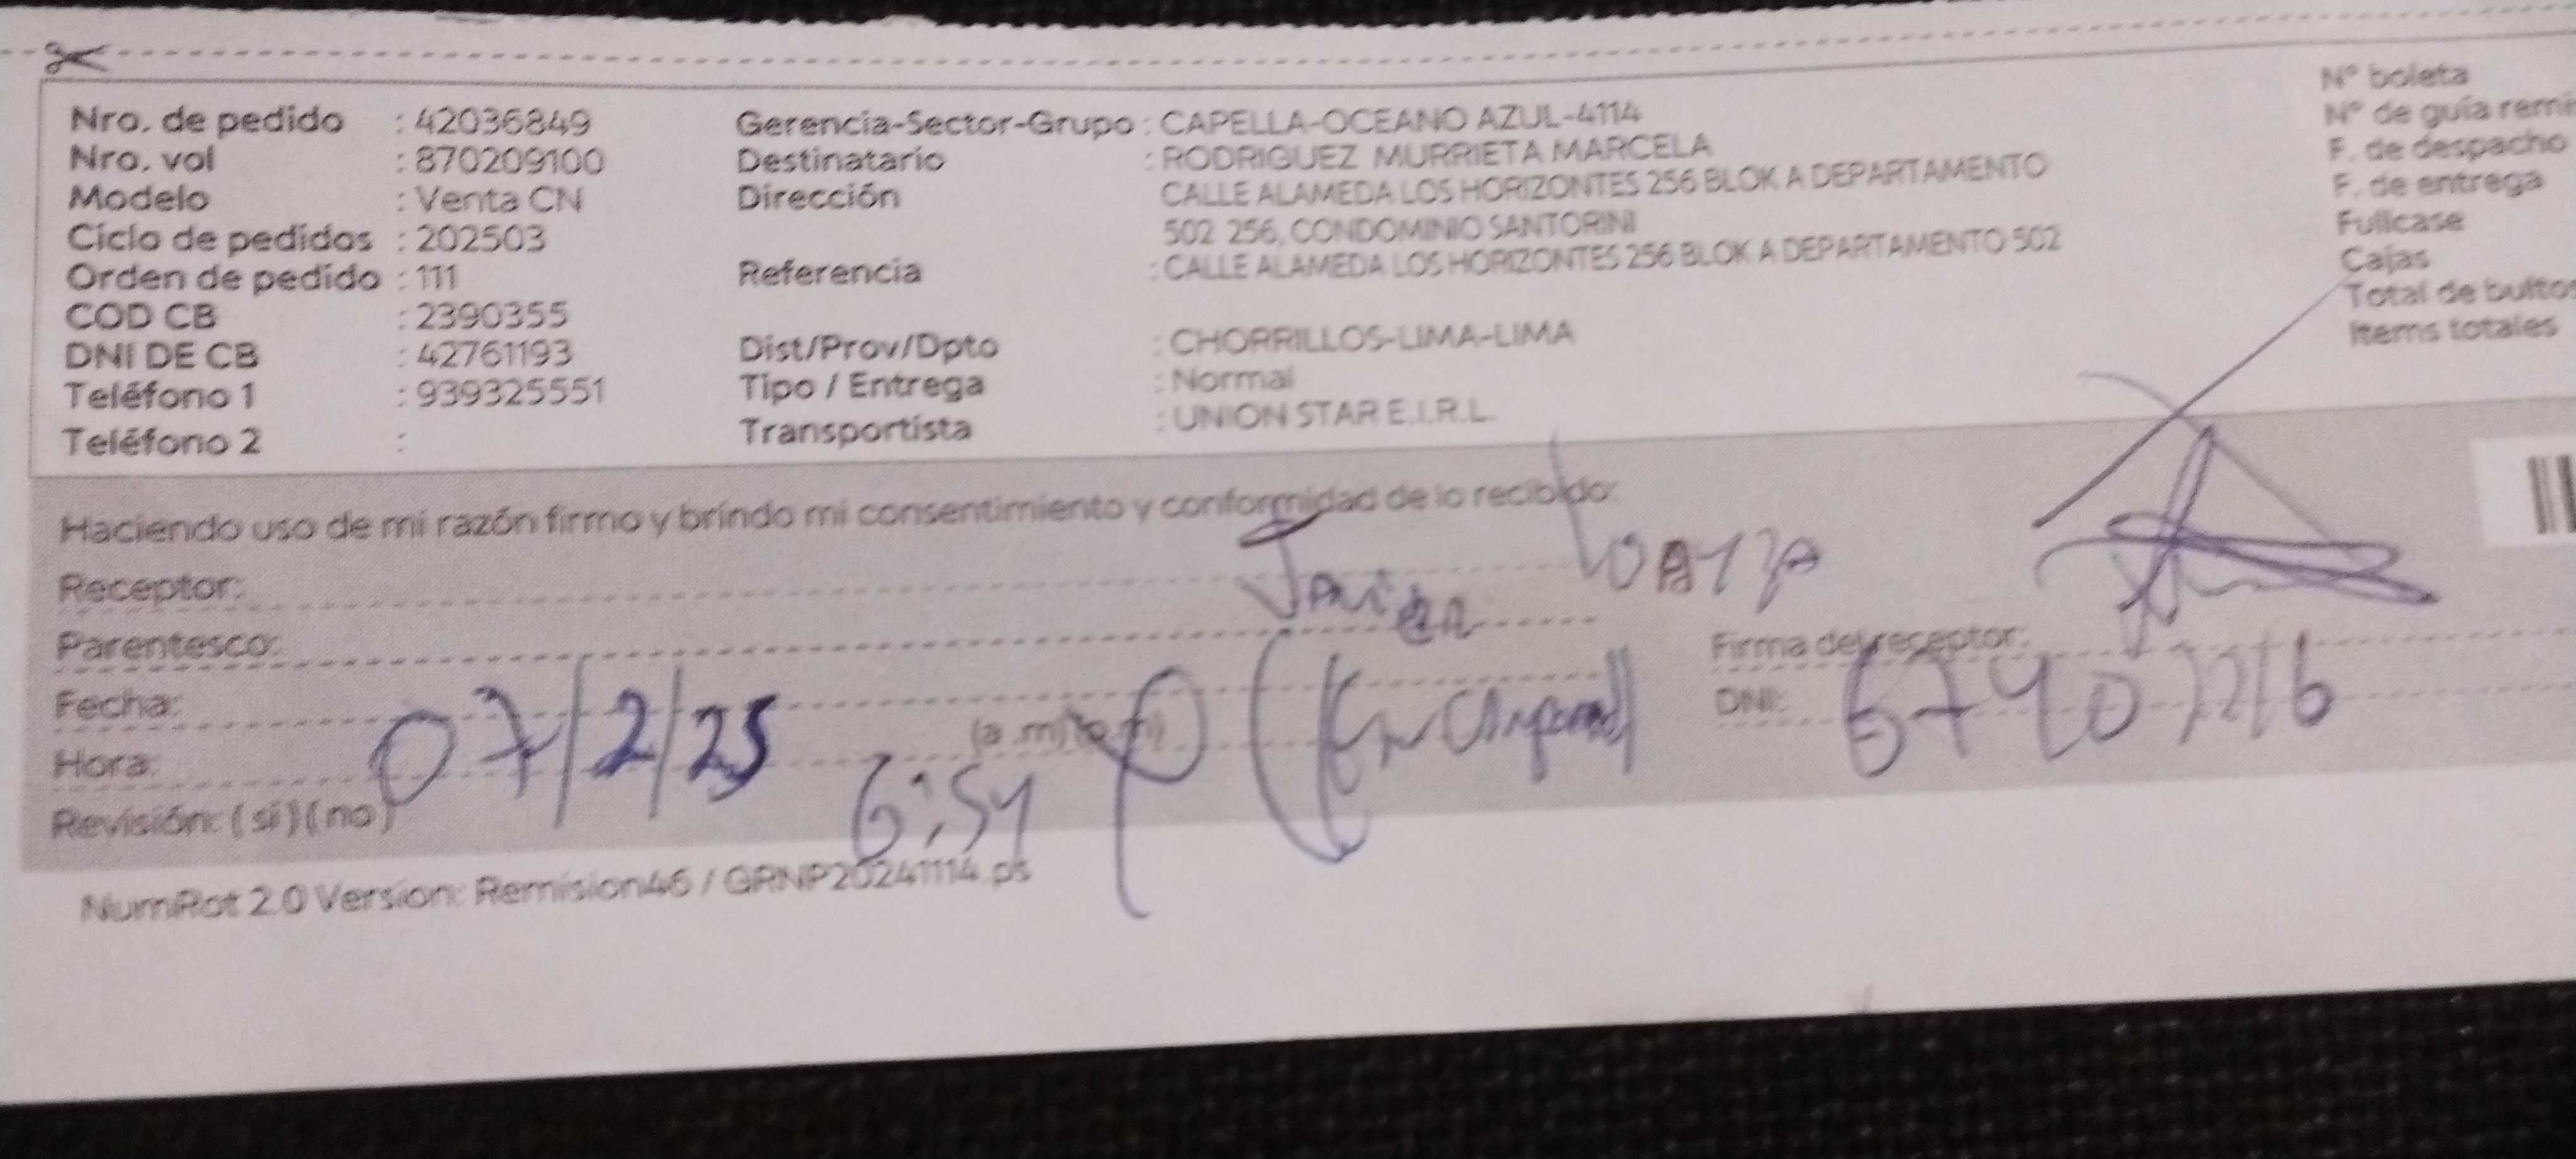 Nro. de pedido : 42036849
Nro. vol : 870209100
Modelo : Venta CN
Ciclo de pedidos : 202503
Orden de pedido : 111
COD CB : 2390355
DNI DE CB : 42761193
Teléfono 1 : 939325551
Teléfono 2 :
Gerencia-Sector-Grupo : CAPELLA-OCEANO AZUL-4114
Destinatario : RODRIGUEZ MURRIETA MARCELA
Dirección CALLE ALAMEDA LOS HORIZONTES 256 BLOK A DEPARTAMENTO
502 256, CONDOMINIO SANTORINI
Referencia : CALLE ALAMEDA LOS HORIZONTES 256 BLOK A DEPARTAMENTO 502
Dist/Prov/Dpto : CHORRILLOS-LIMA-LIMA
Tipo / Entrega : Normal
Transportista : UNION STAR E.I.R.L.
N° boleta
N° de guía remi
F. de despacho
F. de entrega
Fullcase
Cajas
Total de bultos
Items totales
Haciendo uso de mi razón firmo y brindo mi consentimiento y conformidad de lo recibido:
Receptor: Javier Loayza
Parentesco:
Fecha: 07/2/25
Hora: 6:54 (a .m) (p.m)
Revisión: (si) (no)
Firma del receptor:
DNI:
NumRot 2.0 Version: Remision46 / GRNP20241114.ps